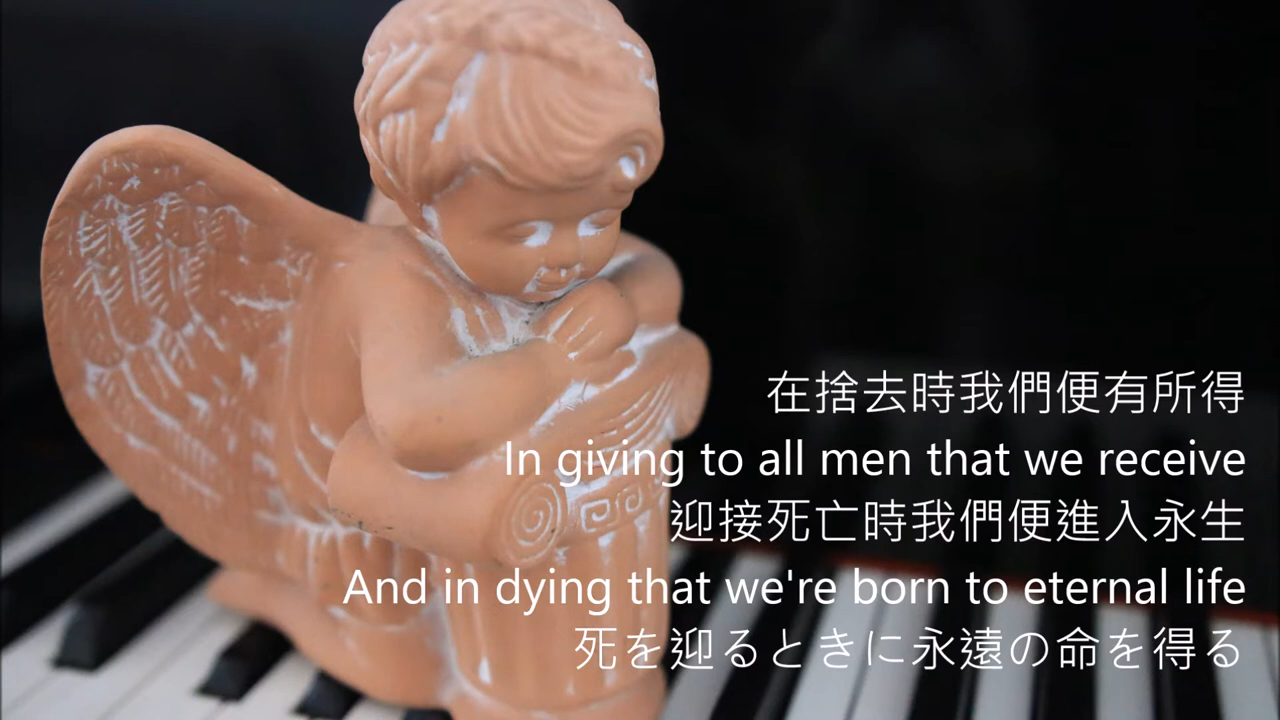 在捨去時我們便有所得
In giving to all men that we receive
迎接死亡時我們便進入永生
And in dying that we're born to eternal life
死を迎るときに永遠の命を得る